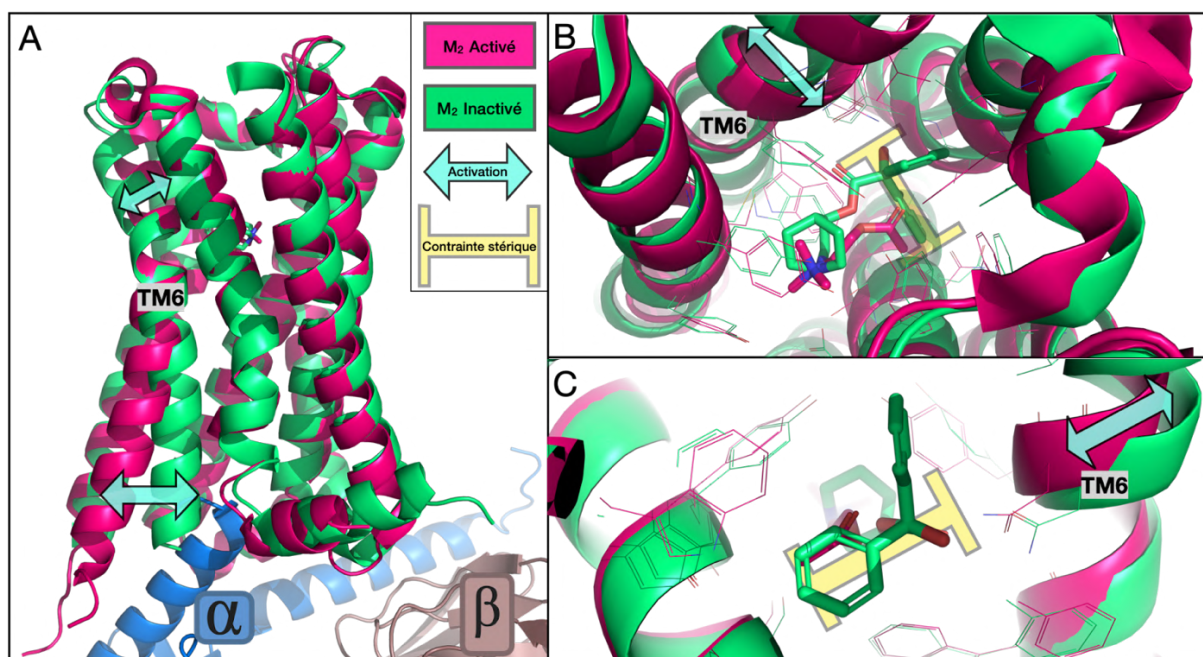 A
M₂ Activé
M₂ Inactivé
Activation
Contrainte stérique
TM6
α
β
B
TM6
C
TM6